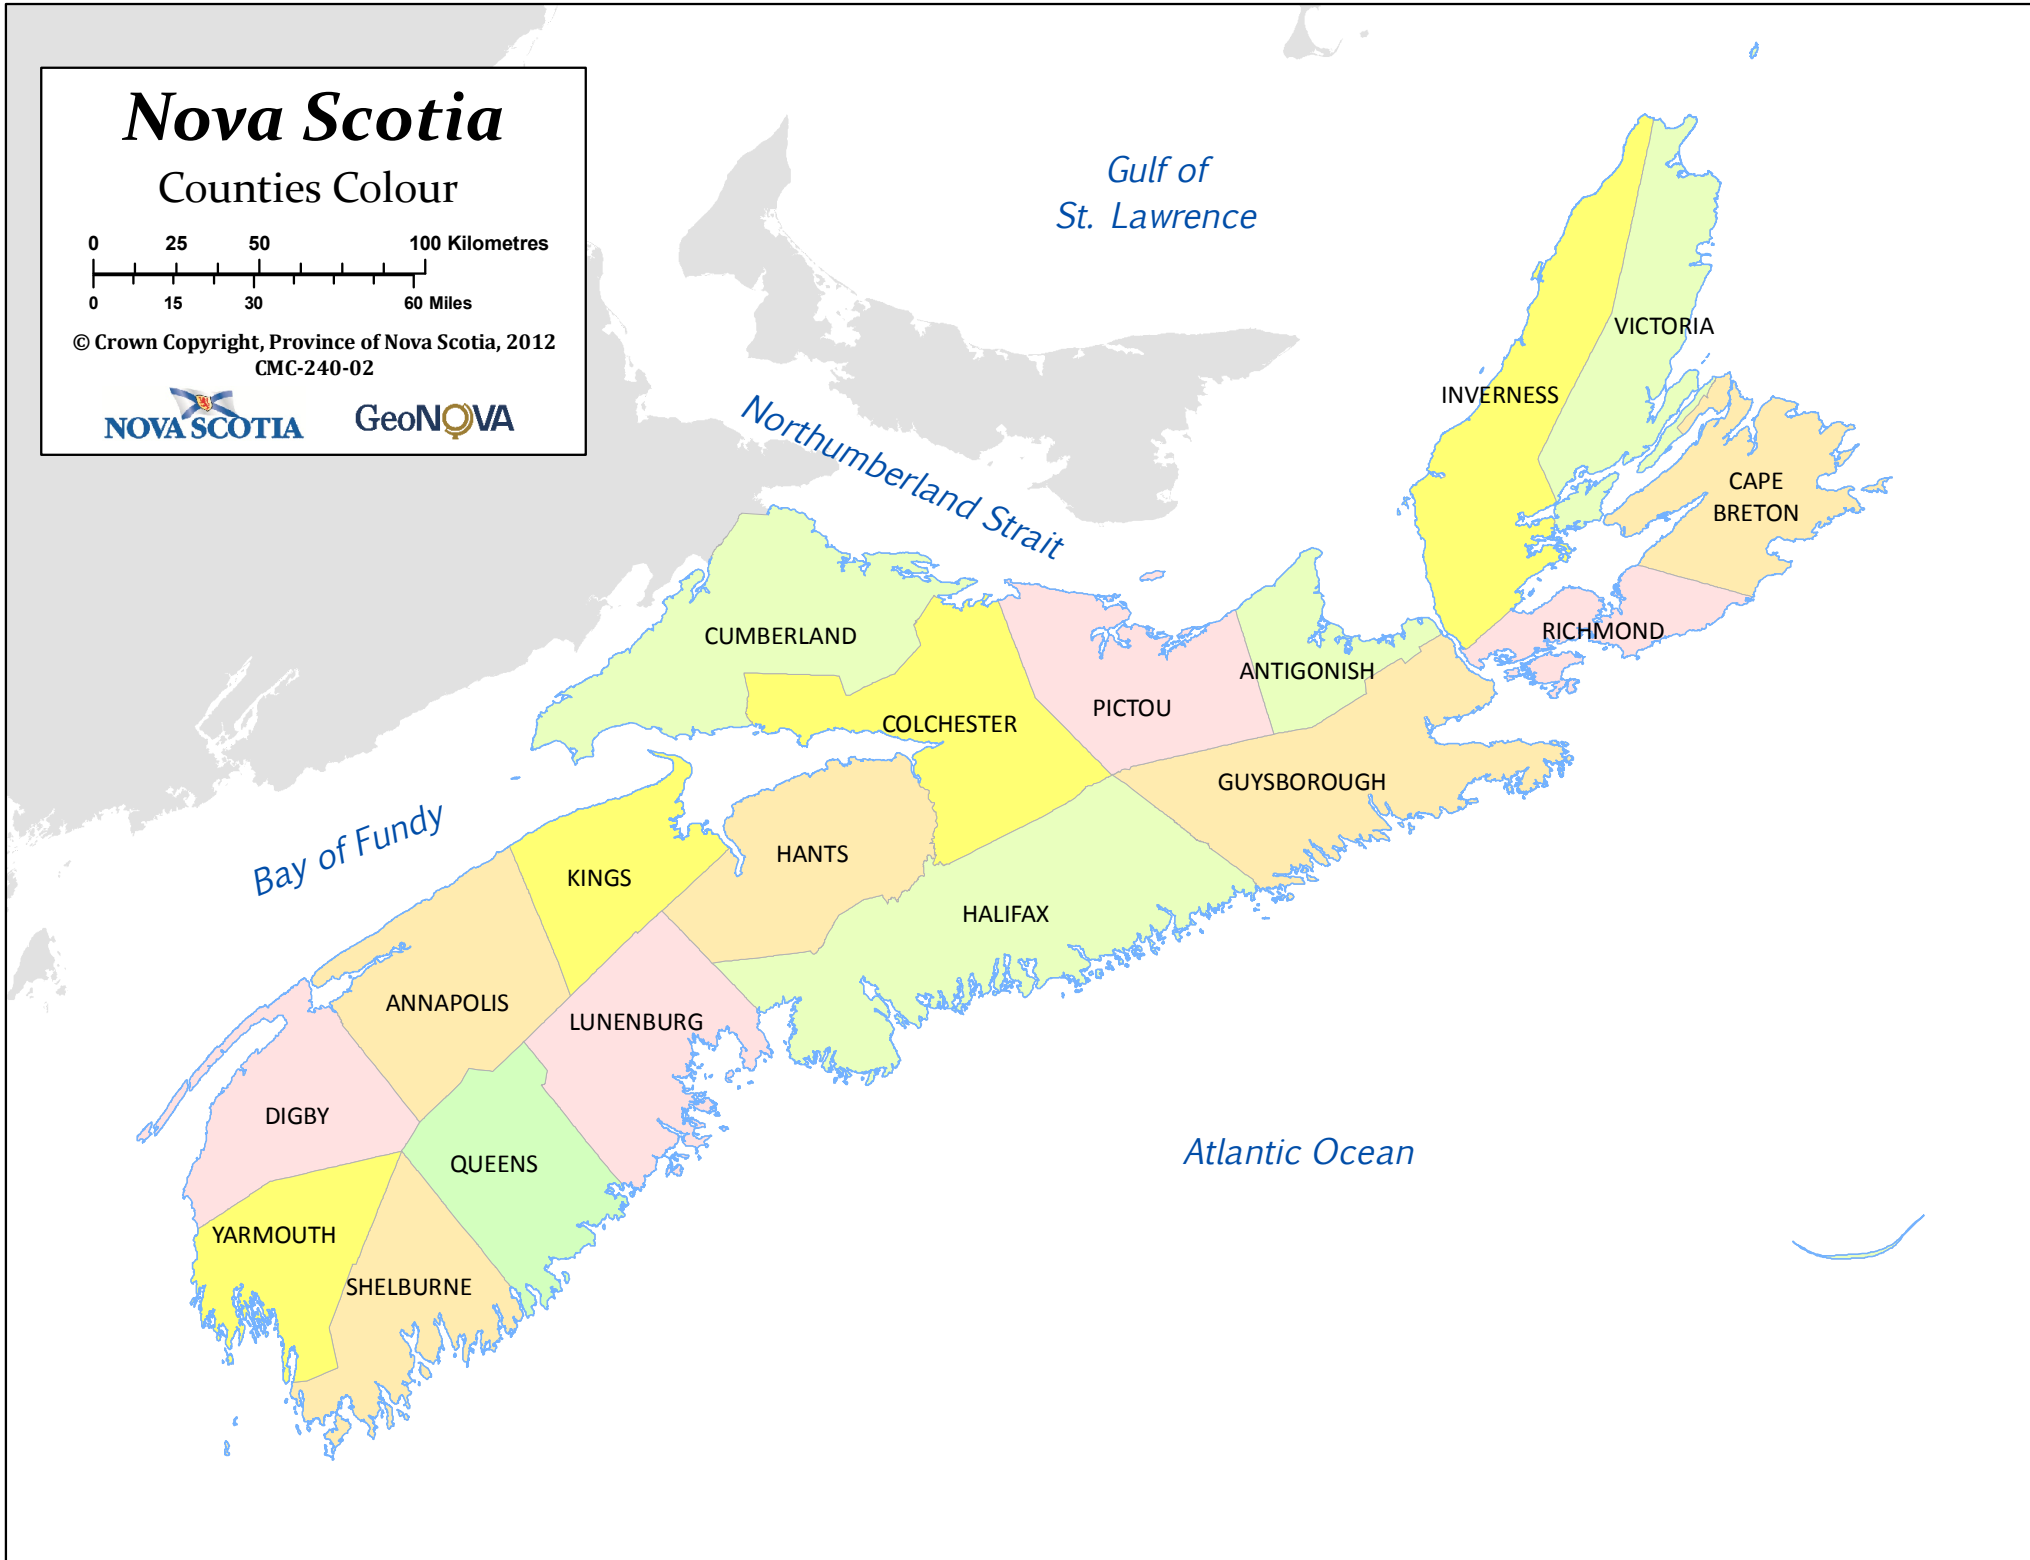 Nova Scotia
Counties Colour
0 25 50 100 Kilometres
0 15 30 60 Miles
© Crown Copyright, Province of Nova Scotia, 2012
CMC-240-02
NOVA SCOTIA
GeoNOVA
Gulf of
St. Lawrence
Northumberland Strait
Bay of Fundy
Atlantic Ocean
VICTORIA
INVERNESS
CAPE
BRETON
RICHMOND
CUMBERLAND
ANTIGONISH
PICTOU
COLCHESTER
GUYSBOROUGH
HANTS
KINGS
HALIFAX
ANNAPOLIS
LUNENBURG
DIGBY
QUEENS
YARMOUTH
SHELBURNE